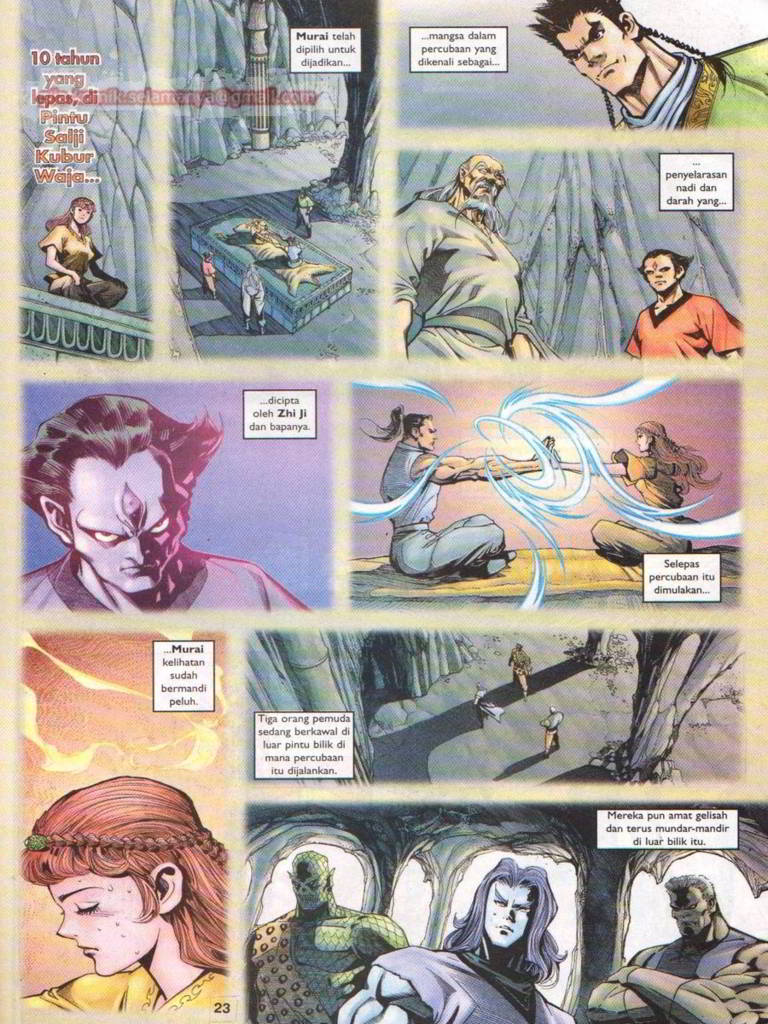 10 tahun
yang
lepas, di
Pintu
Salji
Kubur
Waja...
Murai telah
dipilih untuk
dijadikan...
...mangsa dalam
percubaan yang
dikenali sebagai...
...
penyelarasan
nadi dan
darah yang...
...dicipta
oleh Zhi Ji
dan bapanya.
Selepas
percubaan itu
dimulakan...
...Murai
kelihatan
sudah
bermandi
peluh.
Tiga orang pemuda
sedang berkawal di
luar pintu bilik di
mana percubaan
itu dijalankan.
Mereka pun amat gelisah
dan terus mundar-mandir
di luar bilik itu.
23